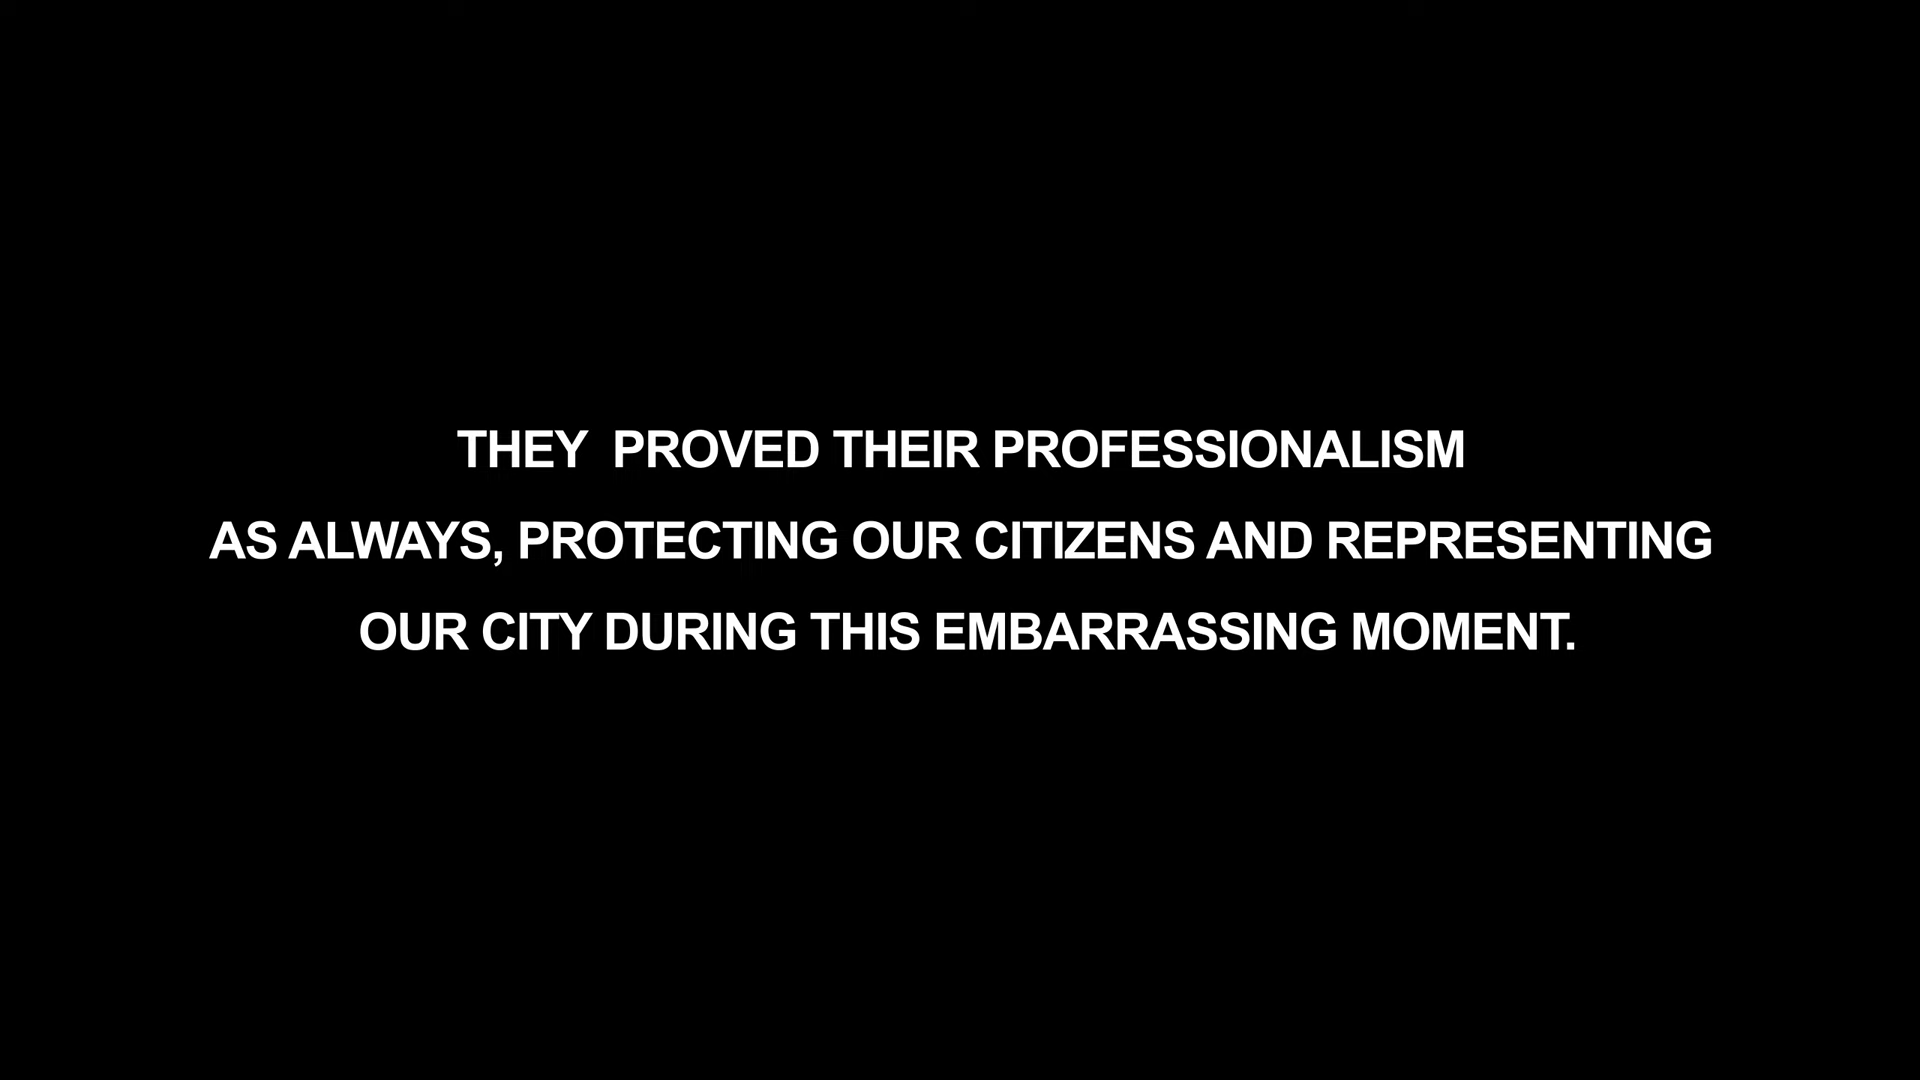 THEY  PROVED THEIR PROFESSIONALISM
AS ALWAYS, PROTECTING OUR CITIZENS AND REPRESENTING
OUR CITY DURING THIS EMBARRASSING MOMENT.